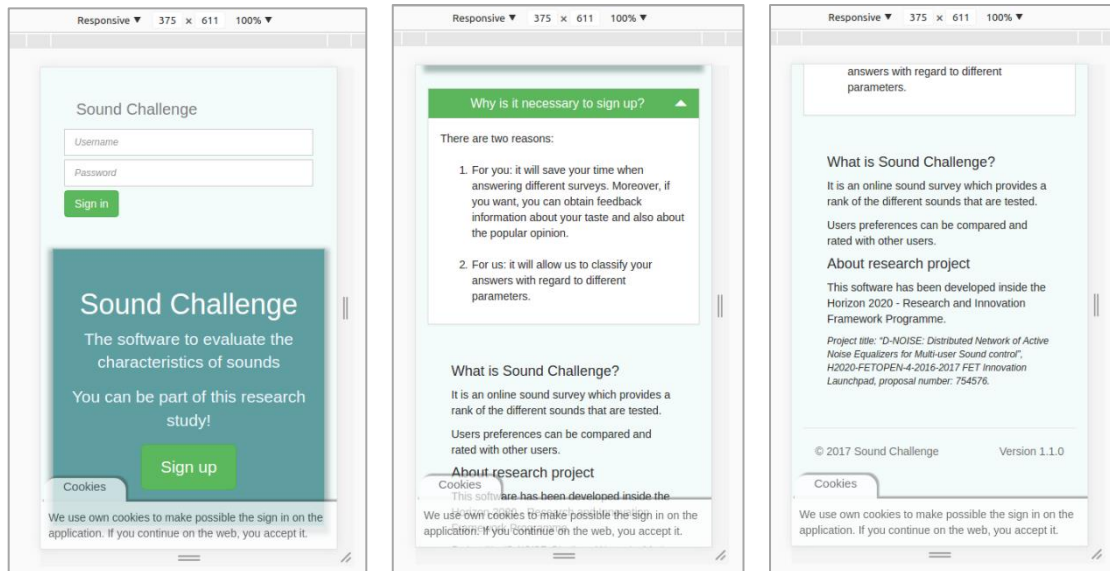 Responsive ▼ 375 × 611 100% ▼
Sound Challenge
Username
Password
Sign in
Sound Challenge
The software to evaluate the
characteristics of sounds
You can be part of this research
study!
Sign up
Cookies
We use own cookies to make possible the sign in on the
application. If you continue on the web, you accept it.
Responsive ▼ 375 × 611 100% ▼
Why is it necessary to sign up?
There are two reasons:
1. For you: it will save your time when
answering different surveys. Moreover, if
you want, you can obtain feedback
information about your taste and also about
the popular opinion.
2. For us: it will allow us to classify your
answers with regard to different
parameters.
What is Sound Challenge?
It is an online sound survey which provides a
rank of the different sounds that are tested.
Users preferences can be compared and
rated with other users.
About research project
Cookies
This software has been developed inside the
Horizon 2020 - Research and Innovation
We use own cookies to make possible the sign in on the
Framework Programme.
application. If you continue on the web, you accept it.
Responsive ▼ 375 × 611 100% ▼
answers with regard to different
parameters.
What is Sound Challenge?
It is an online sound survey which provides a
rank of the different sounds that are tested.
Users preferences can be compared and
rated with other users.
About research project
This software has been developed inside the
Horizon 2020 - Research and Innovation
Framework Programme.
Project title: "D-NOISE: Distributed Network of Active
Noise Equalizers for Multi-user Sound control",
H2020-FETOPEN-4-2016-2017 FET Innovation
Launchpad, proposal number: 754576.
© 2017 Sound Challenge Version 1.1.0
Cookies
We use own cookies to make possible the sign in on the
application. If you continue on the web, you accept it.